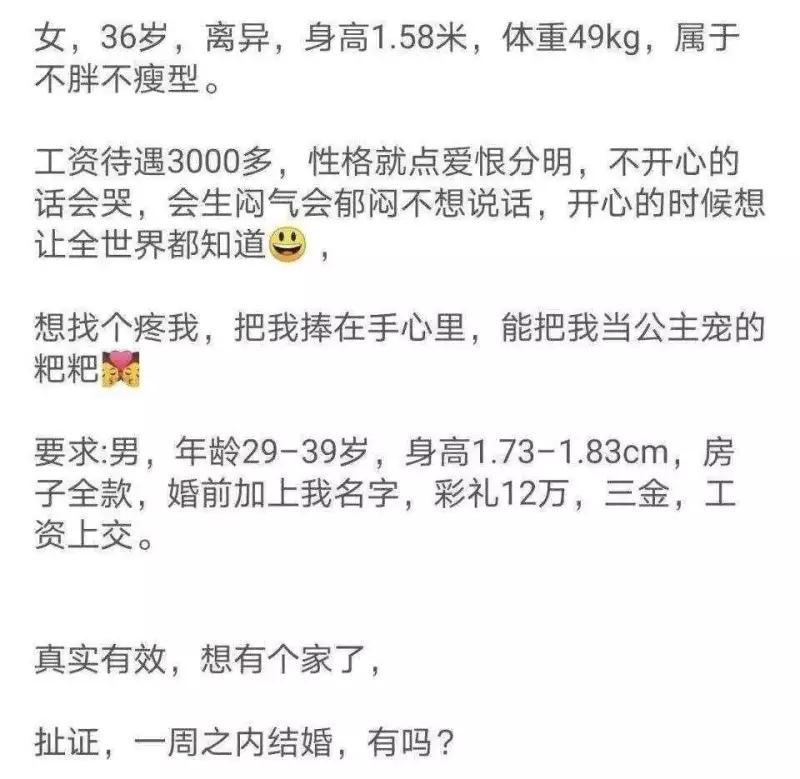 女，36岁，离异，身高1.58米，体重49kg，属于
不胖不瘦型。
工资待遇3000多，性格就点爱恨分明，不开心的
话会哭，会生闷气会郁闷不想说话，开心的时候想
让全世界都知道😃，
想找个疼我，把我捧在手心里，能把我当公主宠的
粑粑💏
要求:男，年龄29–39岁，身高1.73–1.83cm，房
子全款，婚前加上我名字，彩礼12万，三金，工
资上交。
真实有效，想有个家了，
扯证，一周之内结婚，有吗？